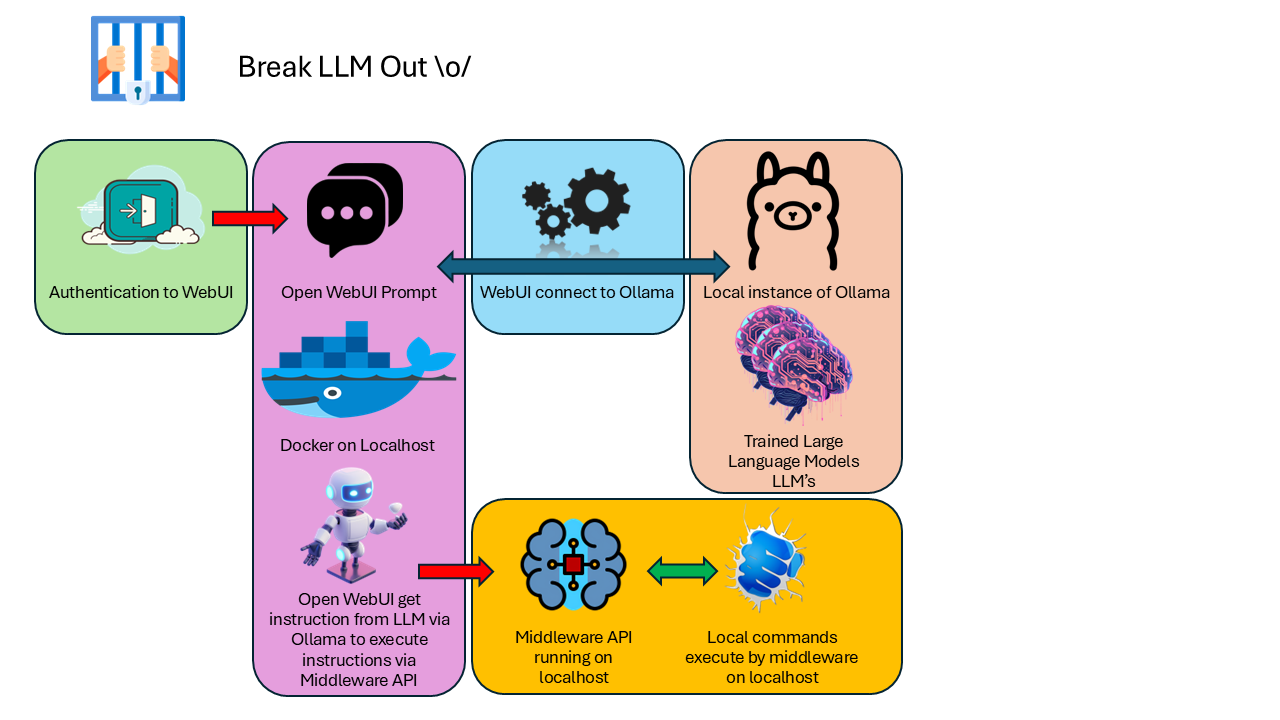 Break LLM Out \o/
Authentication to WebUI
Open WebUI Prompt
WebUI connect to Ollama
Local instance of Ollama
Docker on Localhost
Trained Large
Language Models
LLM’s
Open WebUI get
instruction from LLM via
Ollama to execute
instructions via
Middleware API
Middleware API
running on
localhost
Local commands
execute by middleware
on localhost